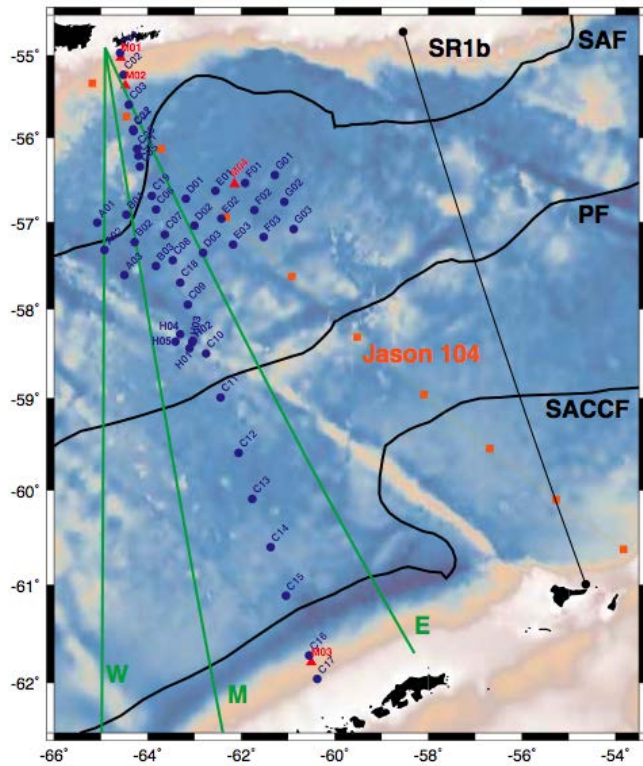 SR1b
SAF
-55°
M01
C02
M02
C03
-56°
M04
F01
G01
E01
D01
C19
G02
F02
E02
D02
C06
B01
A01
-57°
PF
G03
F03
E03
D03
C07
B02
C08
B03
A03
C18
-58°
C09
H04
H02
H03
H05
H01
C10
Jason 104
-59°
C11
SACCF
C12
-60°
C13
C14
-61°
C15
C16
M03
C17
E
W
M
-62°
-66°
-64°
-62°
-60°
-58°
-56°
-54°